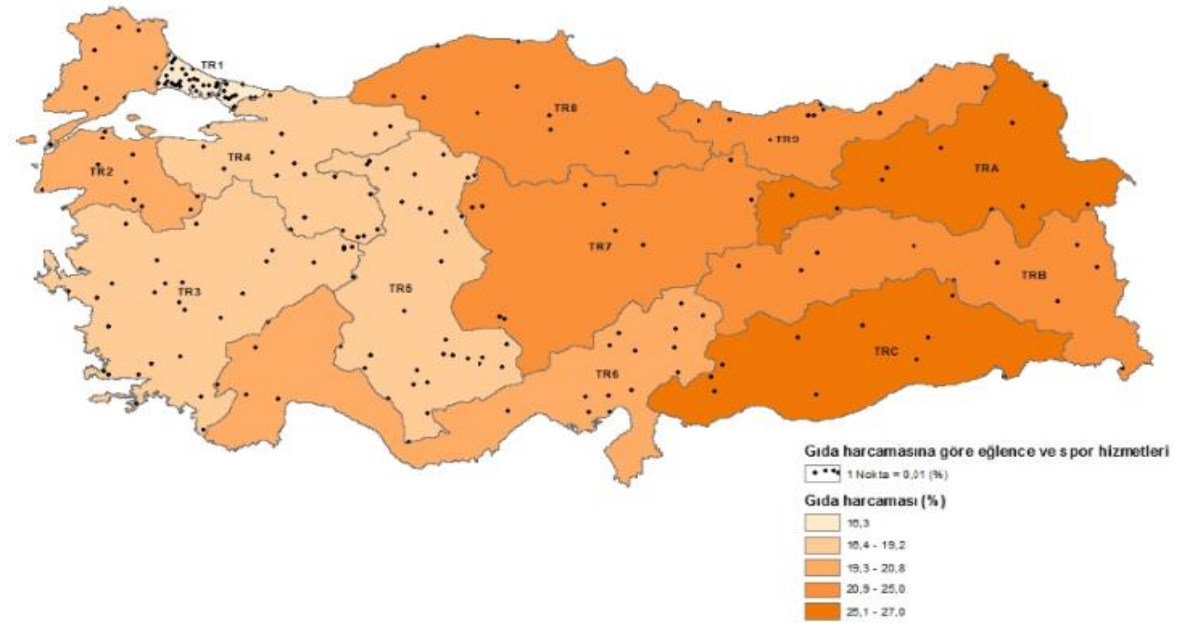 TR1
TR8
TR9
TR4
TR2
TRA
TR7
TRB
TR3
TR5
TRC
TR6
Gıda harcamasına göre eğlence ve spor hizmetleri
1 Nokta = 0,01 (%)
Gıda harcaması (%)
16,3
16,4 - 19,2
19,3 - 20,8
20,9 - 25,0
25,1 - 27,0